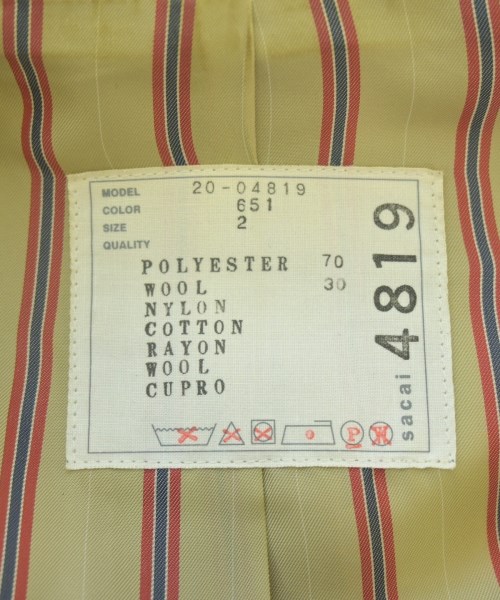 MODEL 20-04819
COLOR 651
SIZE 2
QUALITY
POLYESTER 70
WOOL 30
NYLON
COTTON
RAYON
WOOL
CUPRO
P W
sacai 4819